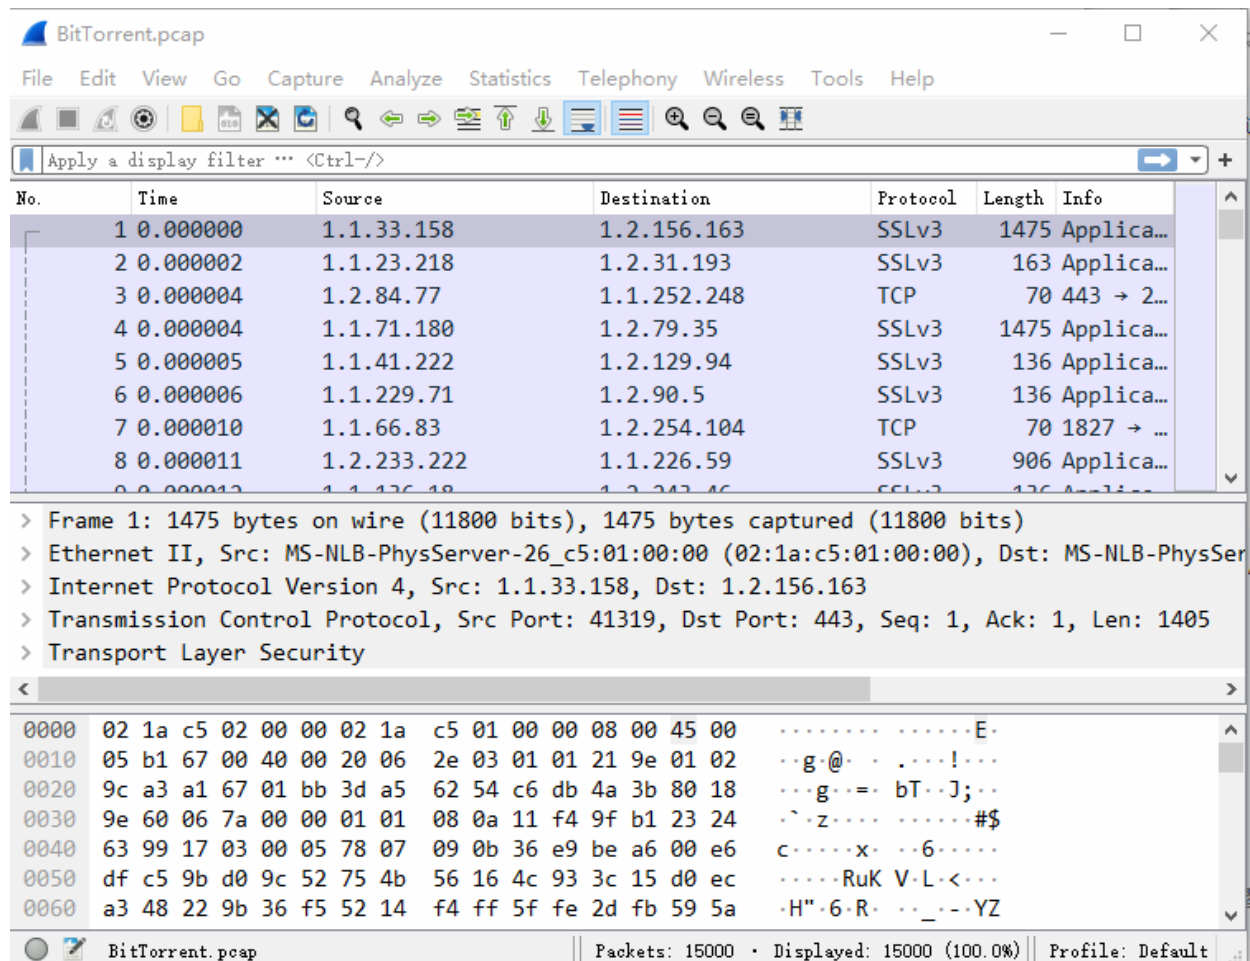 BitTorrent.pcap
File Edit View Go Capture Analyze Statistics Telephony Wireless Tools Help
Apply a display filter … <Ctrl-/>
No. Time Source Destination Protocol Length Info
1 0.000000 1.1.33.158 1.2.156.163 SSLv3 1475 Applica…
2 0.000002 1.1.23.218 1.2.31.193 SSLv3 163 Applica…
3 0.000004 1.2.84.77 1.1.252.248 TCP 70 443 → 2…
4 0.000004 1.1.71.180 1.2.79.35 SSLv3 1475 Applica…
5 0.000005 1.1.41.222 1.2.129.94 SSLv3 136 Applica…
6 0.000006 1.1.229.71 1.2.90.5 SSLv3 136 Applica…
7 0.000010 1.1.66.83 1.2.254.104 TCP 70 1827 → …
8 0.000011 1.2.233.222 1.1.226.59 SSLv3 906 Applica…
> Frame 1: 1475 bytes on wire (11800 bits), 1475 bytes captured (11800 bits)
> Ethernet II, Src: MS-NLB-PhysServer-26_c5:01:00:00 (02:1a:c5:01:00:00), Dst: MS-NLB-PhysSer
> Internet Protocol Version 4, Src: 1.1.33.158, Dst: 1.2.156.163
> Transmission Control Protocol, Src Port: 41319, Dst Port: 443, Seq: 1, Ack: 1, Len: 1405
> Transport Layer Security
0000 02 1a c5 02 00 00 02 1a c5 01 00 00 08 00 45 00 ········ ······E·
0010 05 b1 67 00 40 00 20 06 2e 03 01 01 21 9e 01 02 ··g·@· · .···!···
0020 9c a3 a1 67 01 bb 3d a5 62 54 c6 db 4a 3b 80 18 ···g··=· bT··J;··
0030 9e 60 06 7a 00 00 01 01 08 0a 11 f4 9f b1 23 24 ·`·z···· ······#$
0040 63 99 17 03 00 05 78 07 09 0b 36 e9 be a6 00 e6 c·····x· ··6·····
0050 df c5 9b d0 9c 52 75 4b 56 16 4c 93 3c 15 d0 ec ·····RuK V·L·<···
0060 a3 48 22 9b 36 f5 52 14 f4 ff 5f fe 2d fb 59 5a ·H"·6·R· ··_·-·YZ
BitTorrent.pcap Packets: 15000 · Displayed: 15000 (100.0%) Profile: Default